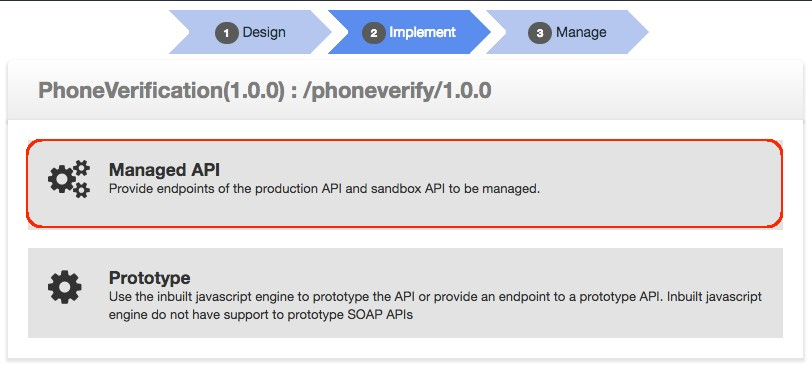 1 Design 2 Implement 3 Manage
PhoneVerification(1.0.0) : /phoneverify/1.0.0
Managed API
Provide endpoints of the production API and sandbox API to be managed.
Prototype
Use the inbuilt javascript engine to prototype the API or provide an endpoint to a prototype API. Inbuilt javascript
engine do not have support to prototype SOAP APIs